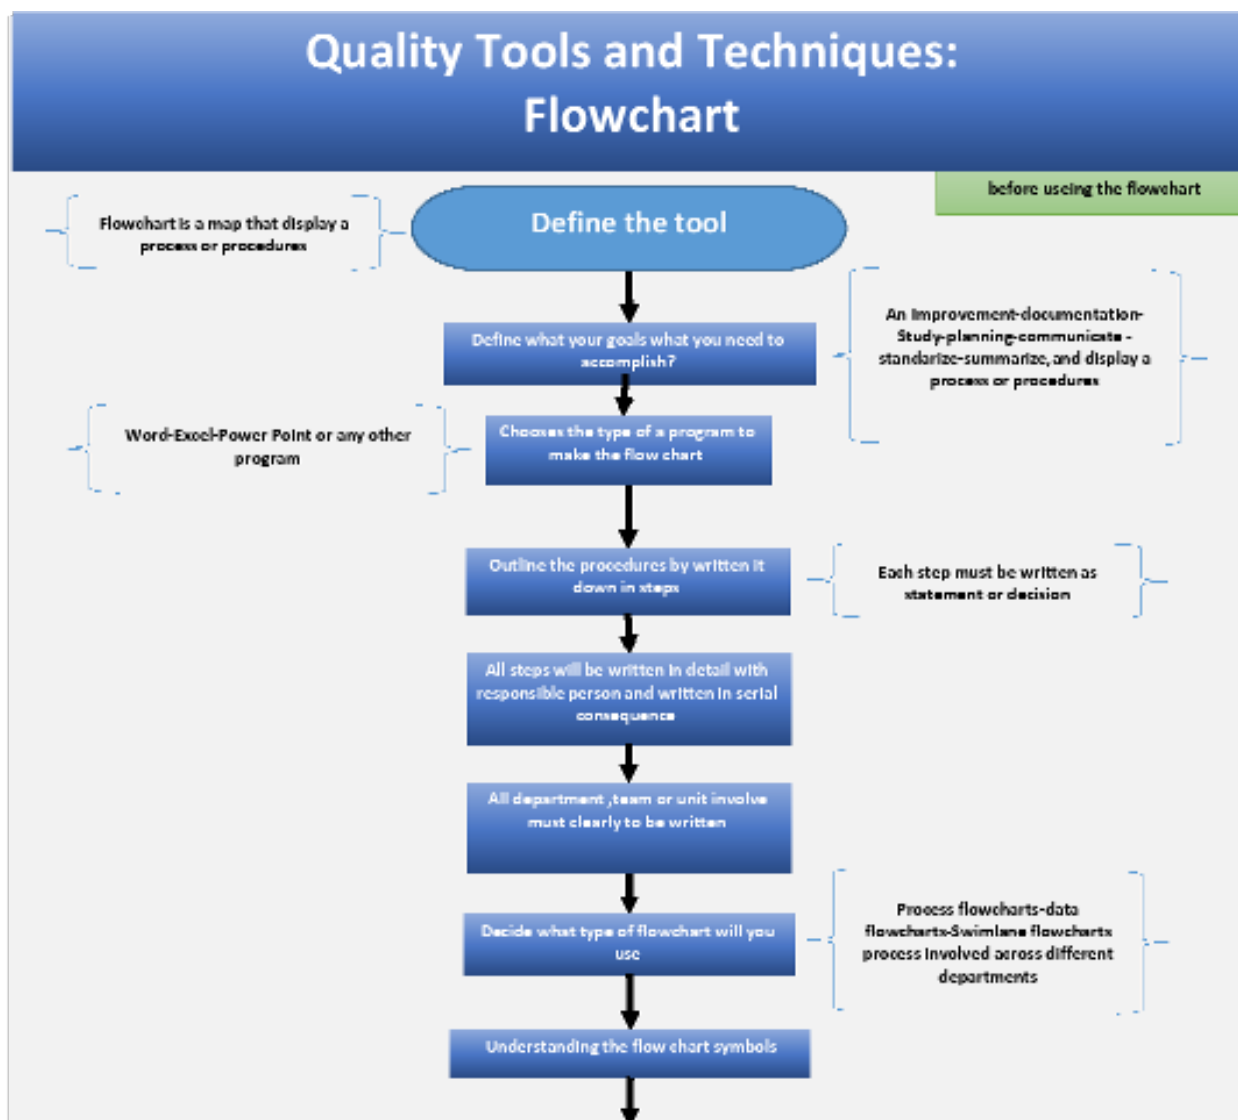 Quality Tools and Techniques:
Flowchart
before useing the flowchart
Flowchart is a map that display a
process or procedures
Define the tool
Define what your goals what you need to
accomplish?
An Improvement-documentation-
Study-planning-communicate -
standarize-summarize, and display a
process or procedures
Chooses the type of a program to
make the flow chart
Word-Excel-Power Point or any other
program
Outline the procedures by written it
down in steps
Each step must be written as
statement or decision
All steps will be written in detail with
responsible person and written in serial
consequence
All department ,team or unit involve
must clearly to be written
Decide what type of flowchart will you
use
Process flowcharts-data
flowcharts-Swimlane flowcharts
process involved across different
departments
Understanding the flow chart symbols